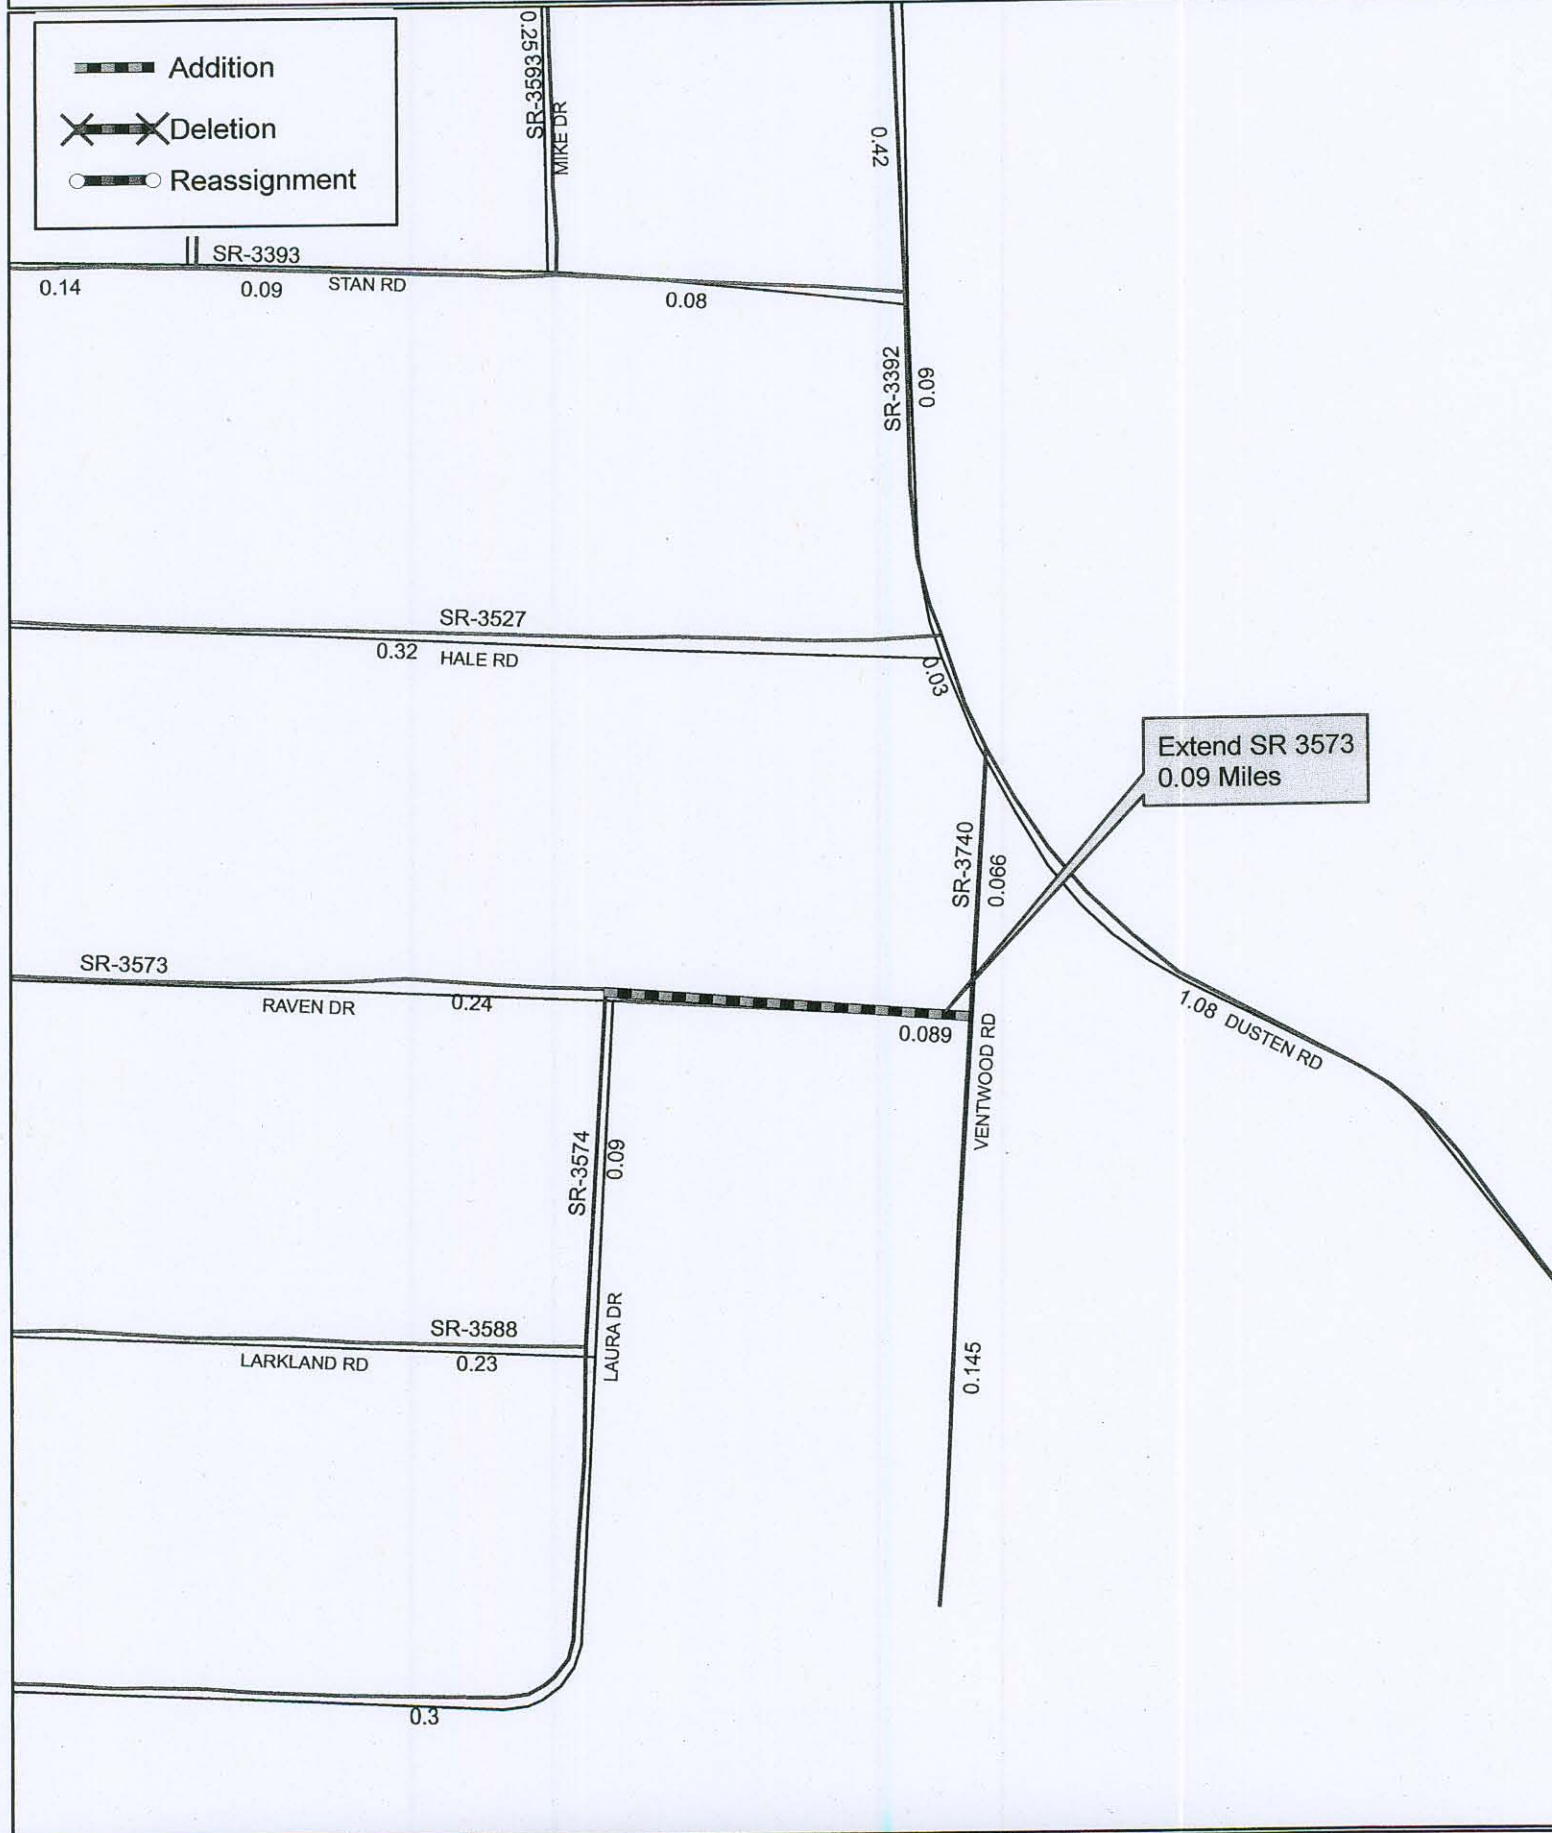 Addition
Deletion
Reassignment
0.25
SR-3593
MIKE DR
0.42
SR-3393
0.14
0.09
STAN RD
0.08
SR-3392
0.09
SR-3527
0.32
HALE RD
0.03
Extend SR 3573
0.09 Miles
SR-3740
0.066
SR-3573
RAVEN DR
0.24
0.089
VENTWOOD RD
1.08
DUSTEN RD
SR-3574
0.09
SR-3588
LARKLAND RD
0.23
LAURA DR
0.145
0.3